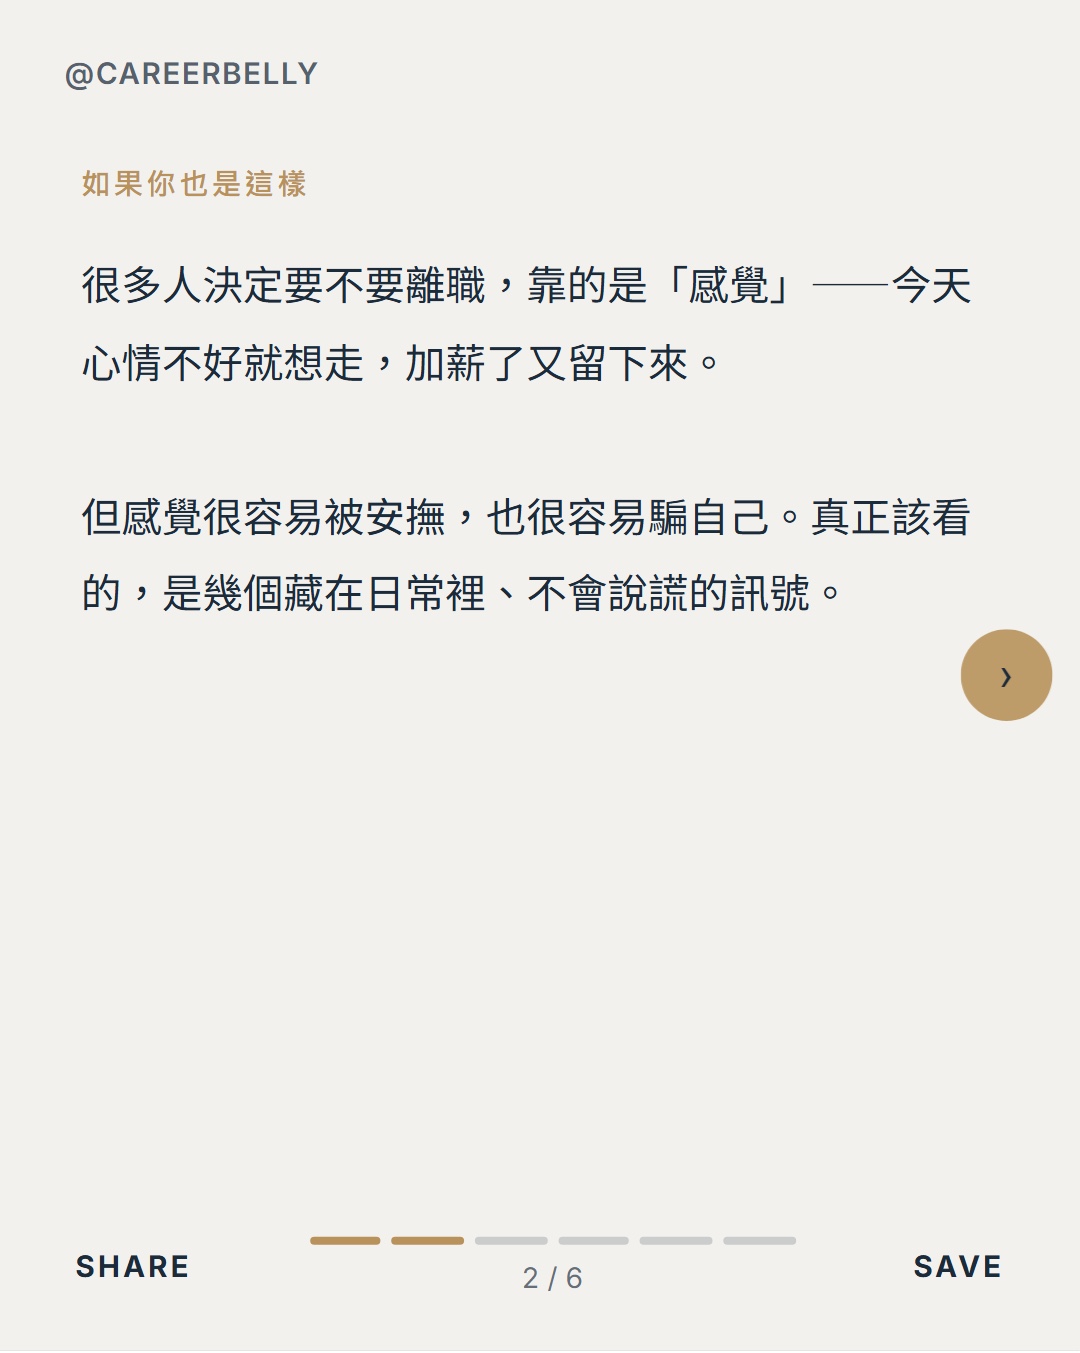 @CAREERBELLY
如果你也是這樣
很多人決定要不要離職，靠的是「感覺」——今天
心情不好就想走，加薪了又留下來。
但感覺很容易被安撫，也很容易騙自己。真正該看
的，是幾個藏在日常裡、不會說謊的訊號。
›
SHARE
2 / 6
SAVE